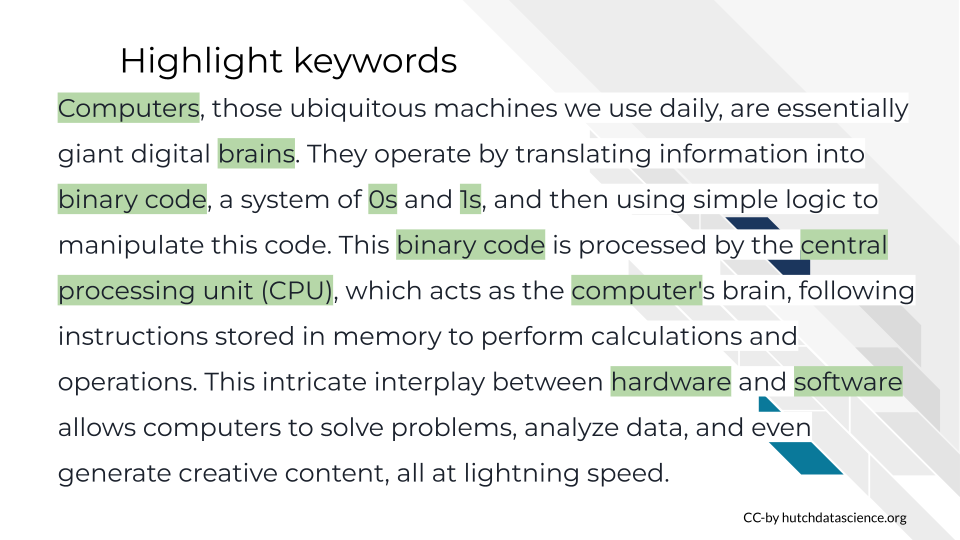 Highlight keywords
Computers, those ubiquitous machines we use daily, are essentially
giant digital brains. They operate by translating information into
binary code, a system of 0s and 1s, and then using simple logic to
manipulate this code. This binary code is processed by the central
processing unit (CPU), which acts as the computer's brain, following
instructions stored in memory to perform calculations and
operations. This intricate interplay between hardware and software
allows computers to solve problems, analyze data, and even
generate creative content, all at lightning speed.
CC-by hutchdatascience.org